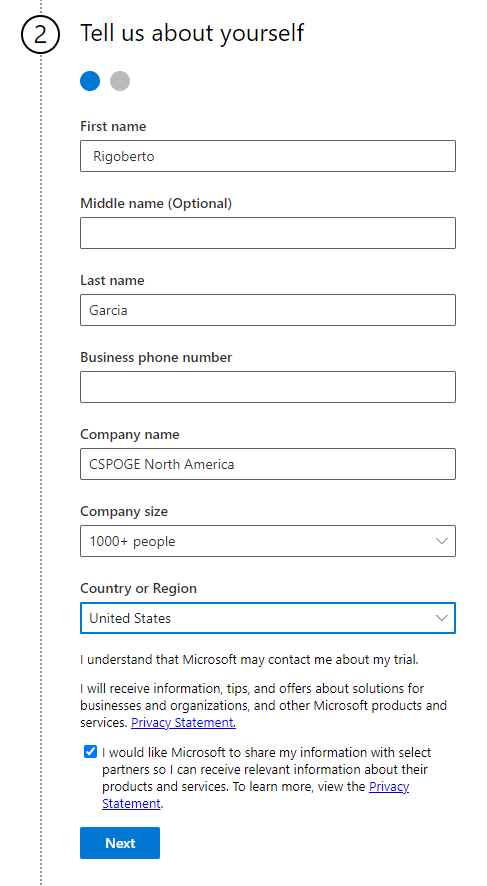 2
Tell us about yourself
First name
Rigoberto
Middle name (Optional)
Last name
Garcia
Business phone number
Company name
CSPOGE North America
Company size
1000+ people
Country or Region
United States
I understand that Microsoft may contact me about my trial.
I will receive information, tips, and offers about solutions for
businesses and organizations, and other Microsoft products and
services. Privacy Statement.
I would like Microsoft to share my information with select
partners so I can receive relevant information about their
products and services. To learn more, view the Privacy
Statement.
Next